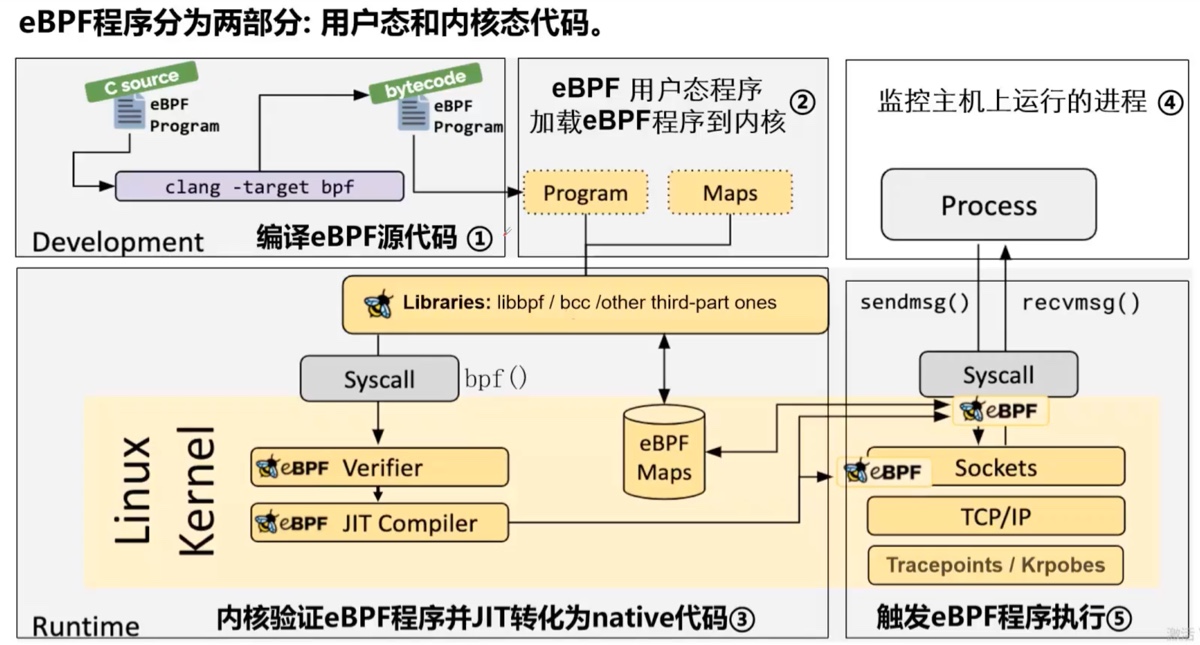 eBPF程序分为两部分: 用户态和内核态代码。
C source
eBPF
Program
bytecode
eBPF
Program
clang -target bpf
Development
编译eBPF源代码 ①
eBPF 用户态程序
加载eBPF程序到内核
②
Program
Maps
监控主机上运行的进程 ④
Process
Libraries: libbpf / bcc /other third-part ones
Syscall
bpf()
sendmsg()
recvmsg()
Syscall
eBPF
Linux
Kernel
eBPF Verifier
eBPF JIT Compiler
eBPF
Maps
eBPF
Sockets
TCP/IP
Tracepoints / Krpobes
Runtime
内核验证eBPF程序并JIT转化为native代码③
触发eBPF程序执行⑤
激活